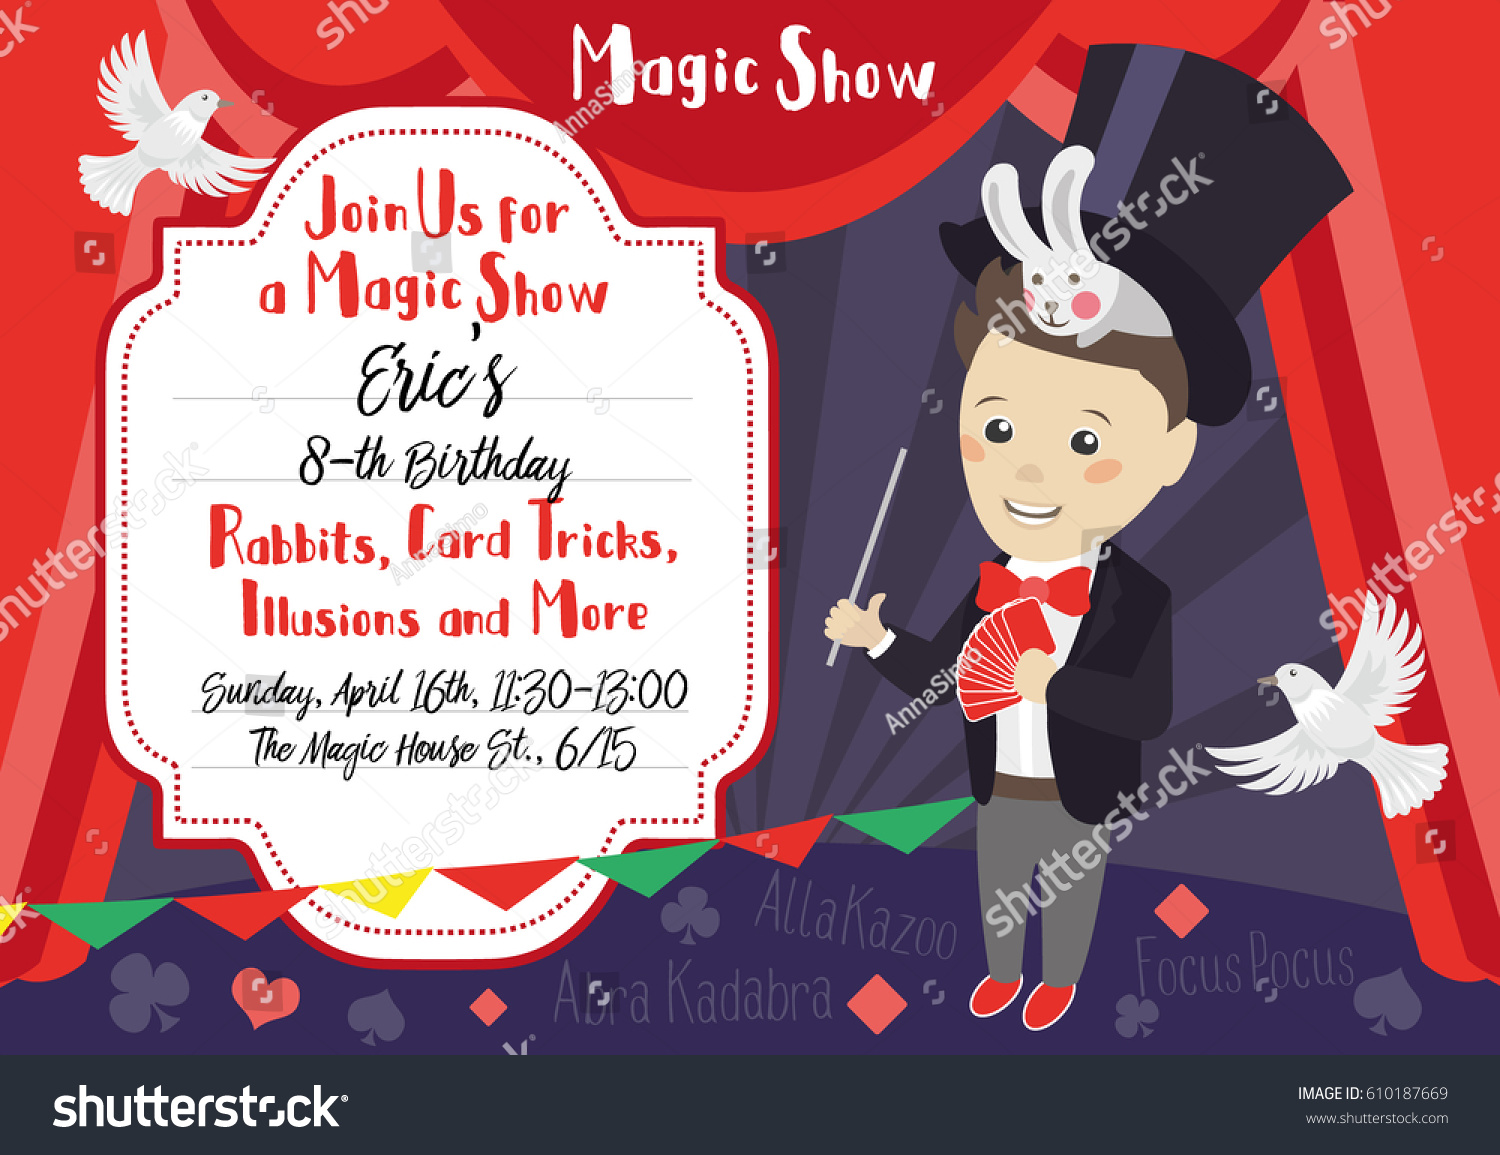 Magic Show
Join Us for
a Magic Show
Eric's
8-th Birthday
Rabbits, Card Tricks,
Illusions and More
Sunday, April 16th, 11:30-13:00
The Magic House St., 6/15
AllaKazoo
Abra Kadabra
Focus Pocus
shutterstock
AnnaSimo
shutterstock
IMAGE ID: 610187669
www.shutterstock.com